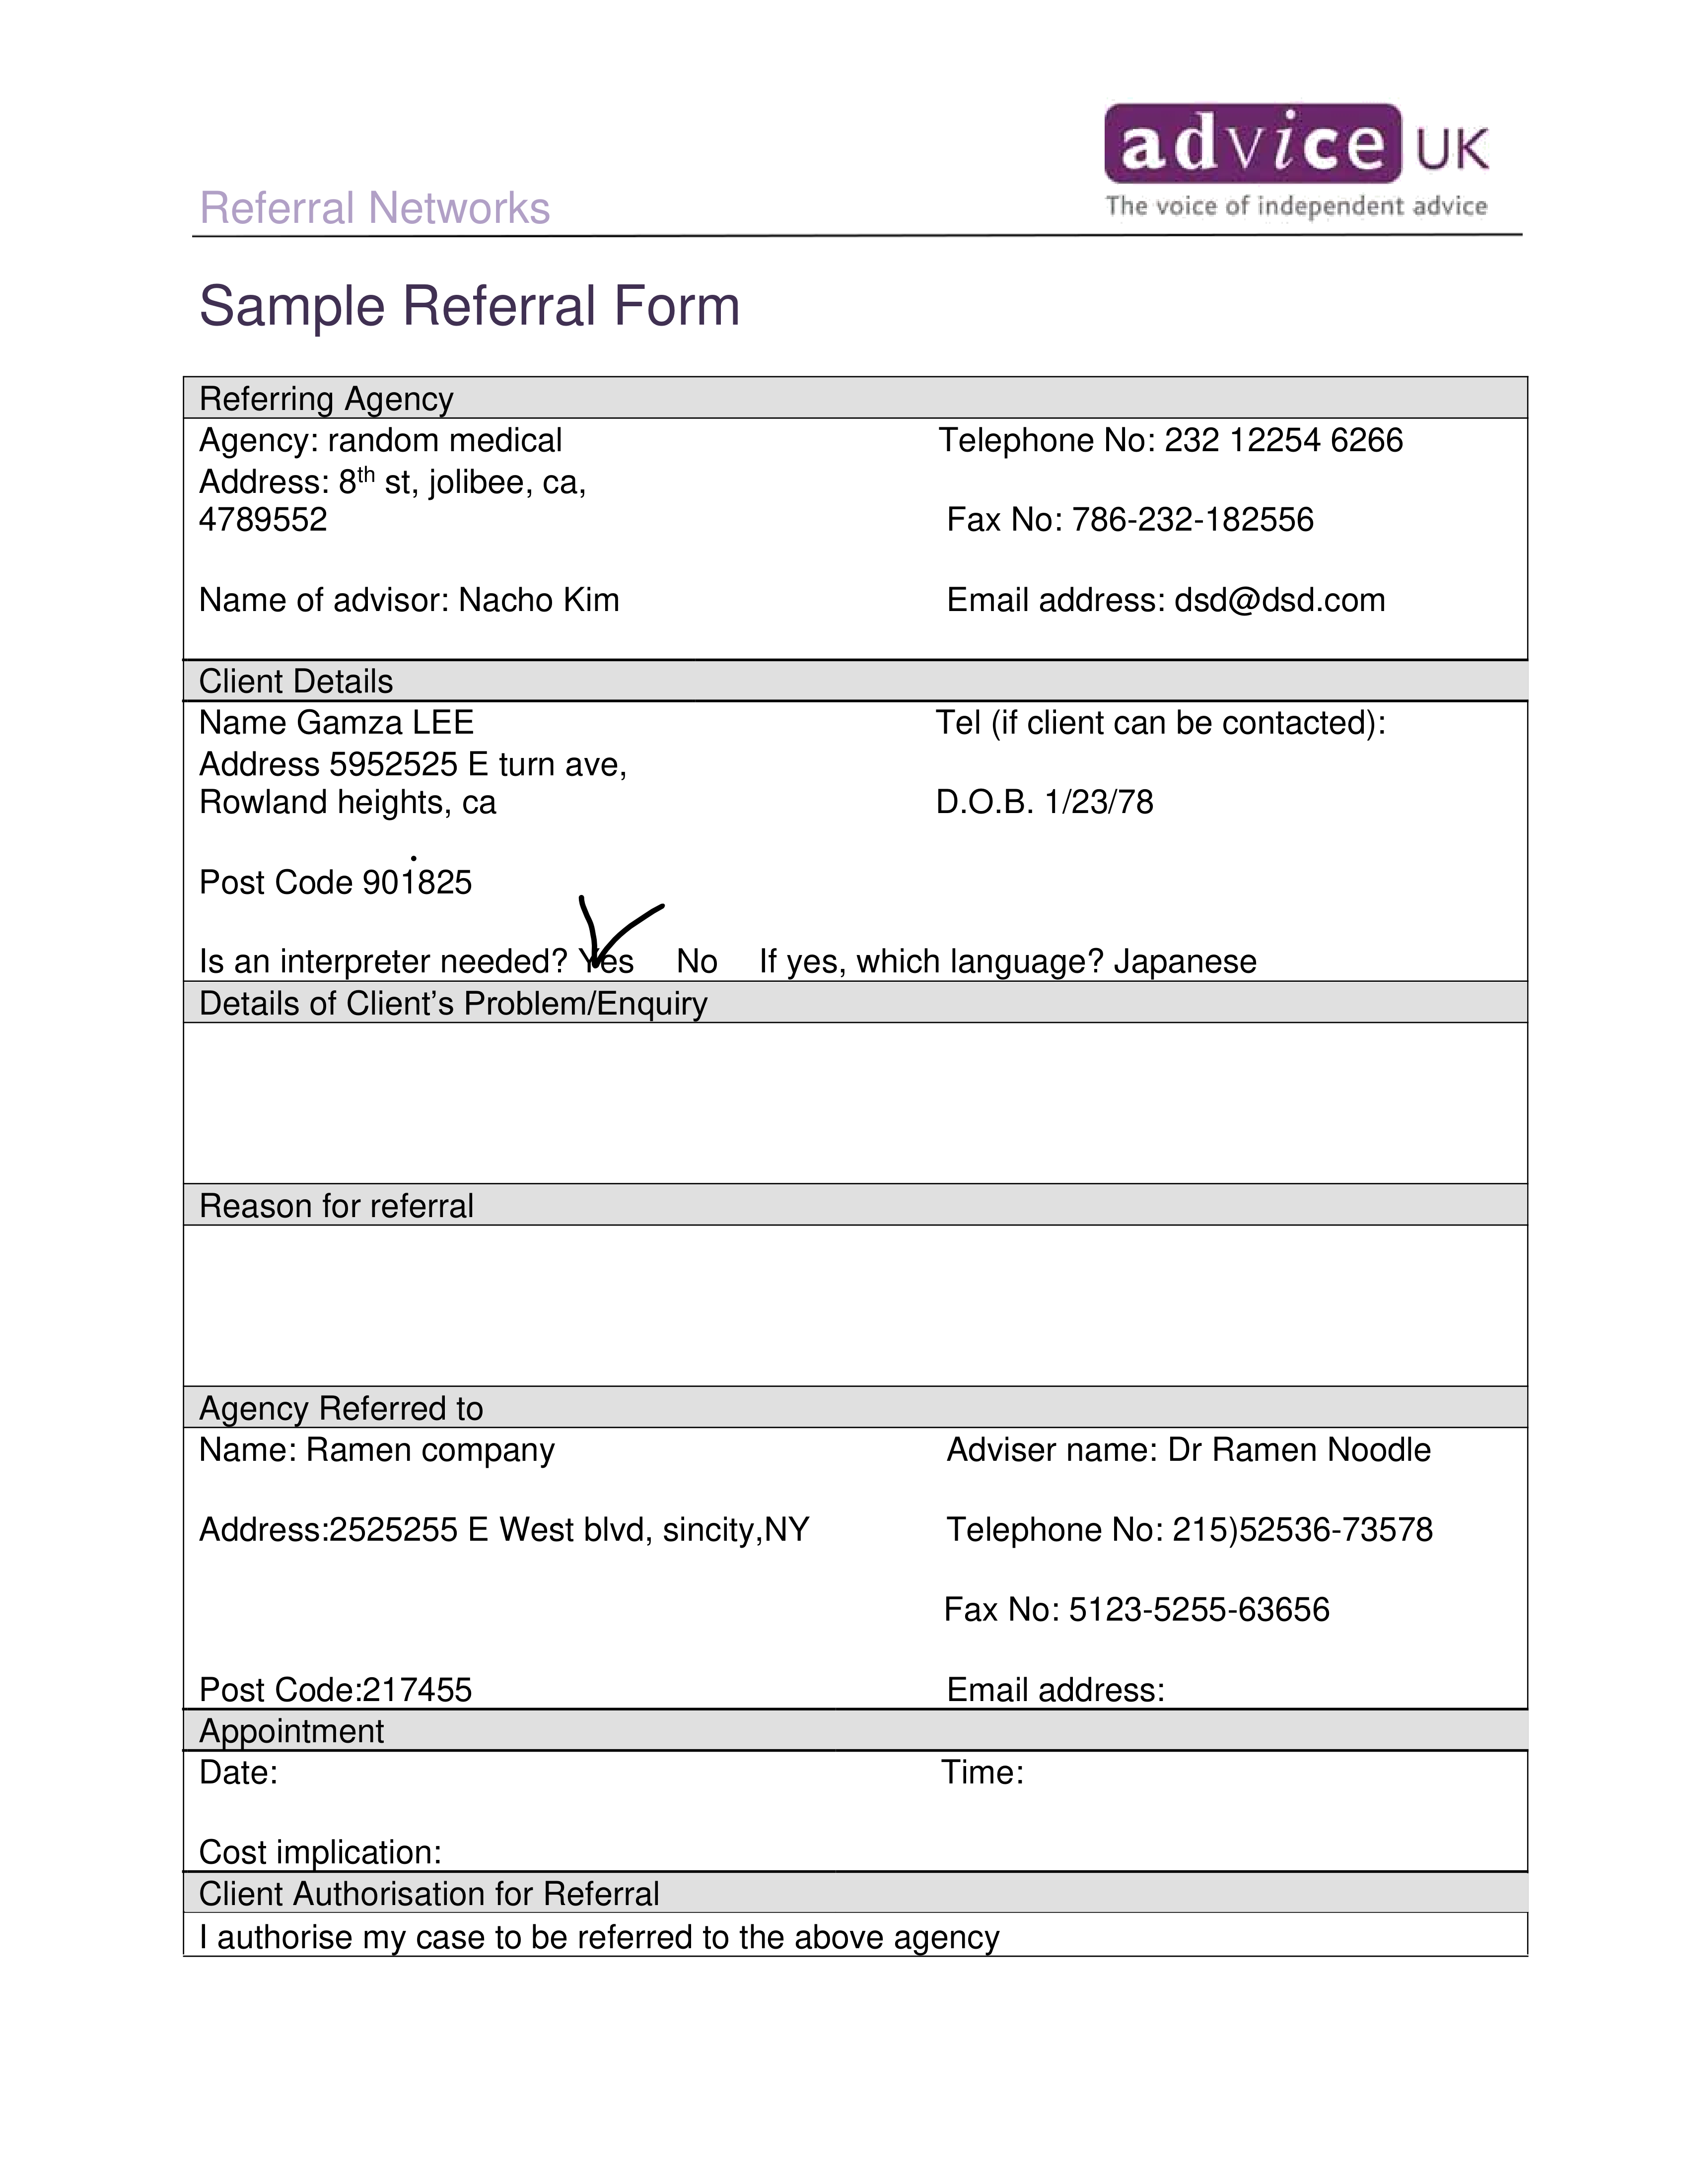 advice UK
The voice of independent advice
Referral Networks
Sample Referral Form
Referring Agency
Agency: random medical Telephone No: 232 12254 6266
Address: 8th st, jolibee, ca,
4789552 Fax No: 786-232-182556
Name of advisor: Nacho Kim Email address: dsd@dsd.com
Client Details
Name Gamza LEE Tel (if client can be contacted):
Address 5952525 E turn ave,
Rowland heights, ca D.O.B. 1/23/78
Post Code 901825
Is an interpreter needed? Yes No If yes, which language? Japanese
Details of Client’s Problem/Enquiry
Reason for referral
Agency Referred to
Name: Ramen company Adviser name: Dr Ramen Noodle
Address:2525255 E West blvd, sincity,NY Telephone No: 215)52536-73578
Fax No: 5123-5255-63656
Post Code:217455 Email address:
Appointment
Date: Time:
Cost implication:
Client Authorisation for Referral
I authorise my case to be referred to the above agency